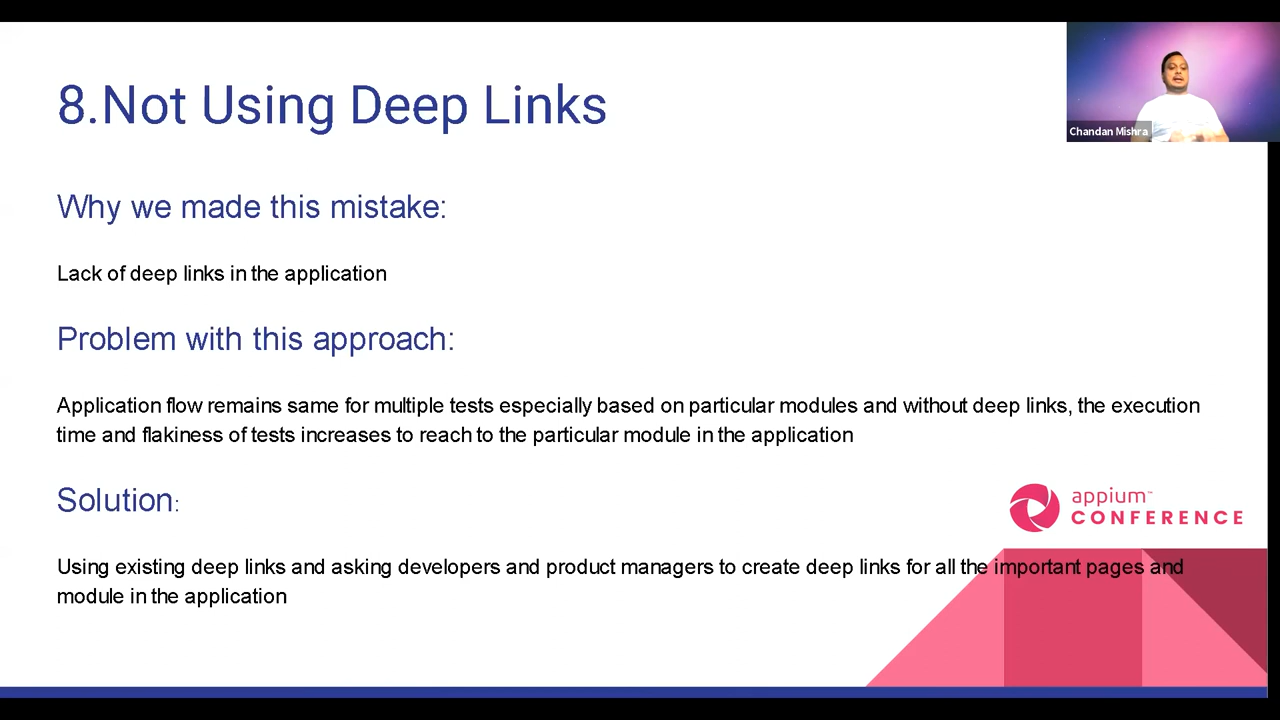 8.Not Using Deep Links
Chandan Mishra
Why we made this mistake:
Lack of deep links in the application
Problem with this approach:
Application flow remains same for multiple tests especially based on particular modules and without deep links, the execution
time and flakiness of tests increases to reach to the particular module in the application
Solution:
appium™
CONFERENCE
Using existing deep links and asking developers and product managers to create deep links for all the important pages and
module in the application